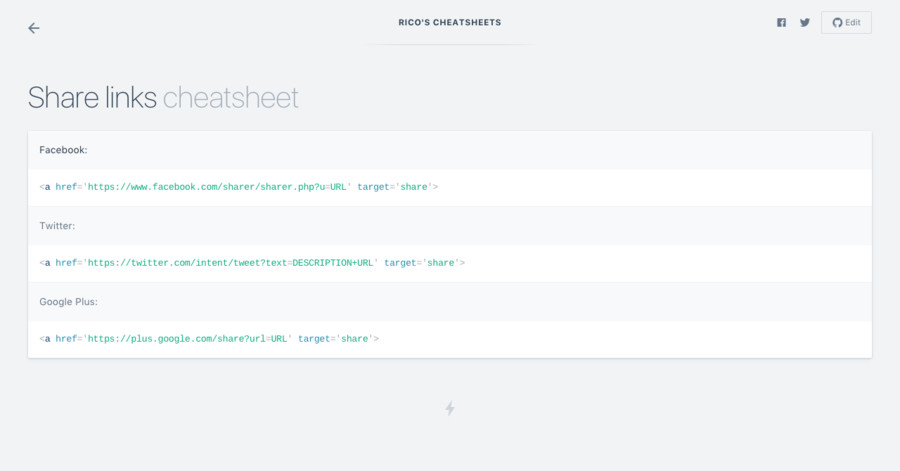 RICO'S CHEATSHEETS
Edit
Share links cheatsheet
Facebook:
<a href='https://www.facebook.com/sharer/sharer.php?u=URL' target='share'>
Twitter:
<a href='https://twitter.com/intent/tweet?text=DESCRIPTION+URL' target='share'>
Google Plus:
<a href='https://plus.google.com/share?url=URL' target='share'>